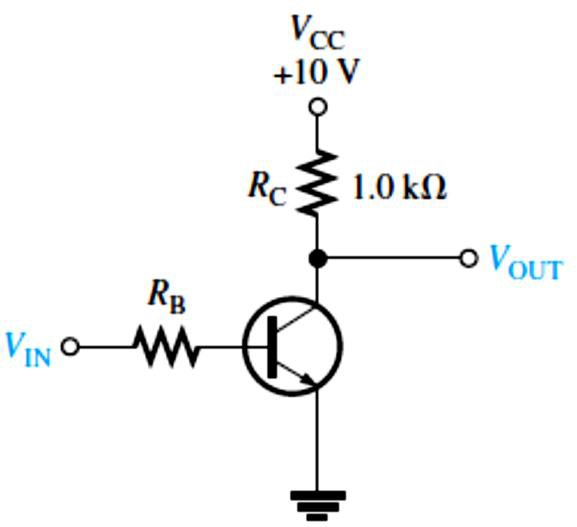 VCC
+10 V
RC 1.0 kΩ
VOUT
RB
VIN